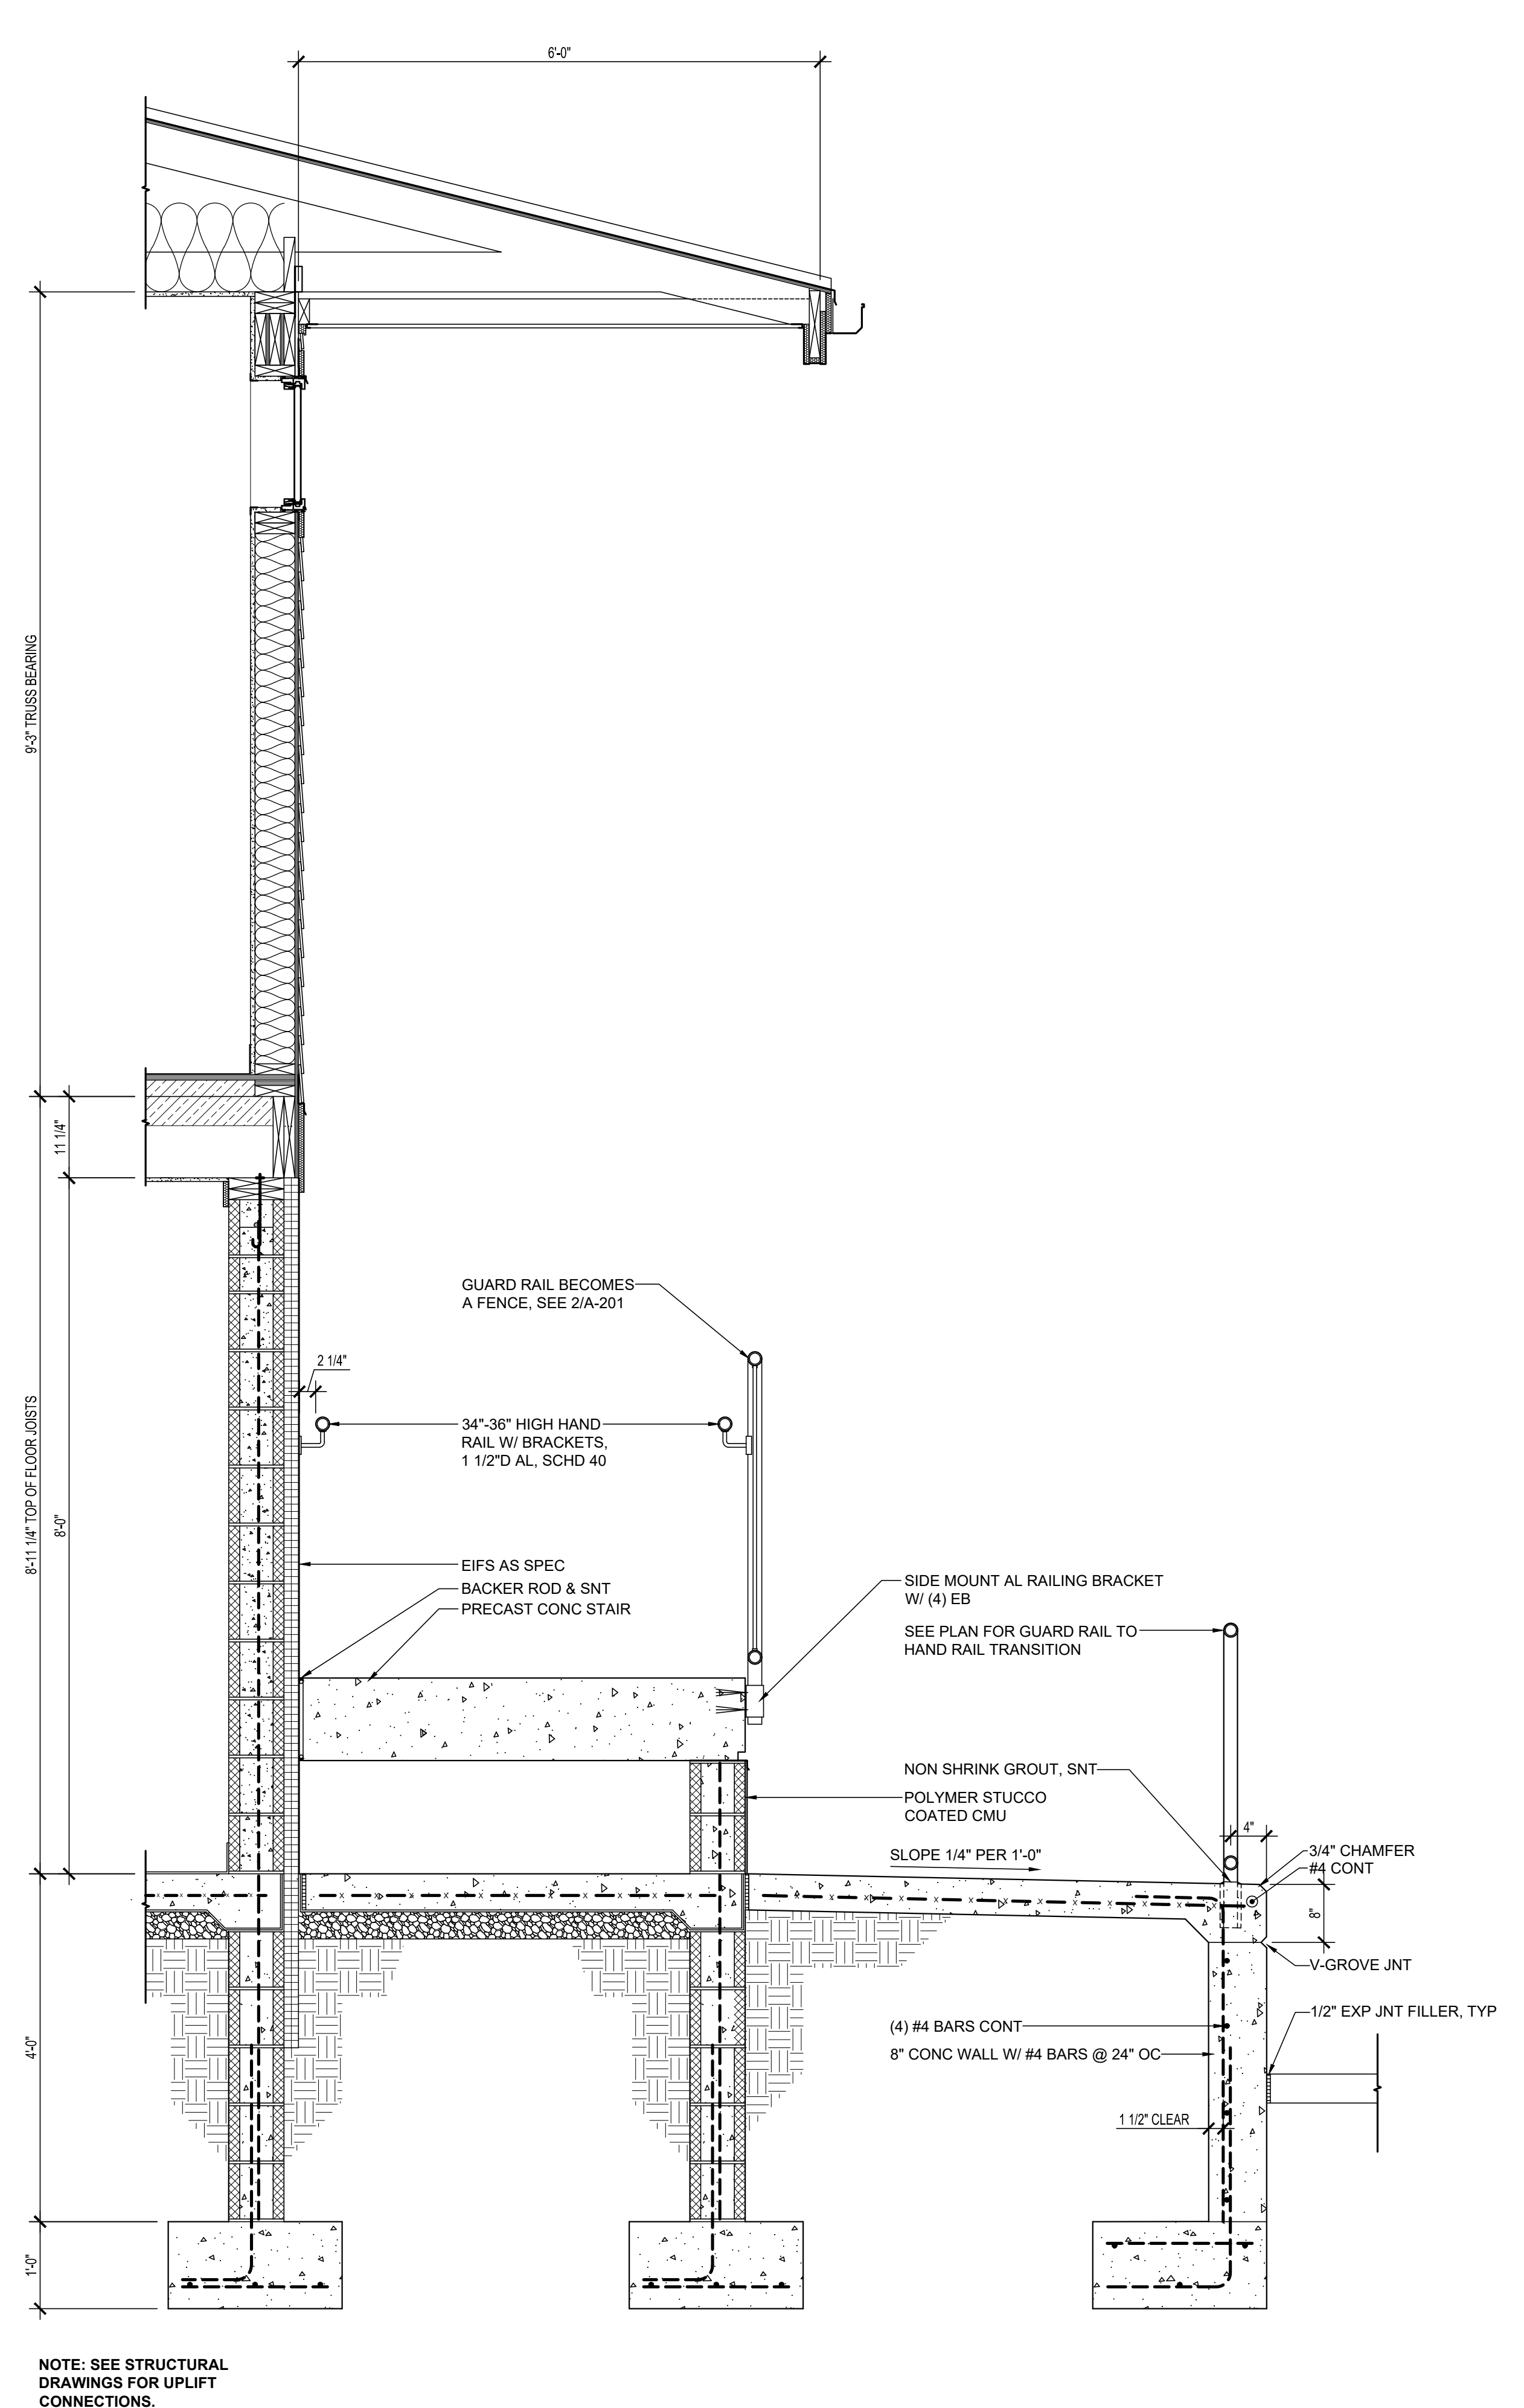 6'-0"
9'-3" TRUSS BEARING
11 1/4"
8'-11 1/4" TOP OF FLOOR JOISTS
8'-0"
GUARD RAIL BECOMES
A FENCE, SEE 2/A-201
2 1/4"
34"-36" HIGH HAND
RAIL W/ BRACKETS,
1 1/2"D AL, SCHD 40
EIFS AS SPEC
BACKER ROD & SNT
PRECAST CONC STAIR
SIDE MOUNT AL RAILING BRACKET
W/ (4) EB
SEE PLAN FOR GUARD RAIL TO
HAND RAIL TRANSITION
NON SHRINK GROUT, SNT
POLYMER STUCCO
COATED CMU
SLOPE 1/4" PER 1'-0"
4"
3/4" CHAMFER
#4 CONT
8"
V-GROVE JNT
1/2" EXP JNT FILLER, TYP
(4) #4 BARS CONT
8" CONC WALL W/ #4 BARS @ 24" OC
1 1/2" CLEAR
4'-0"
1'-0"
NOTE: SEE STRUCTURAL
DRAWINGS FOR UPLIFT
CONNECTIONS.